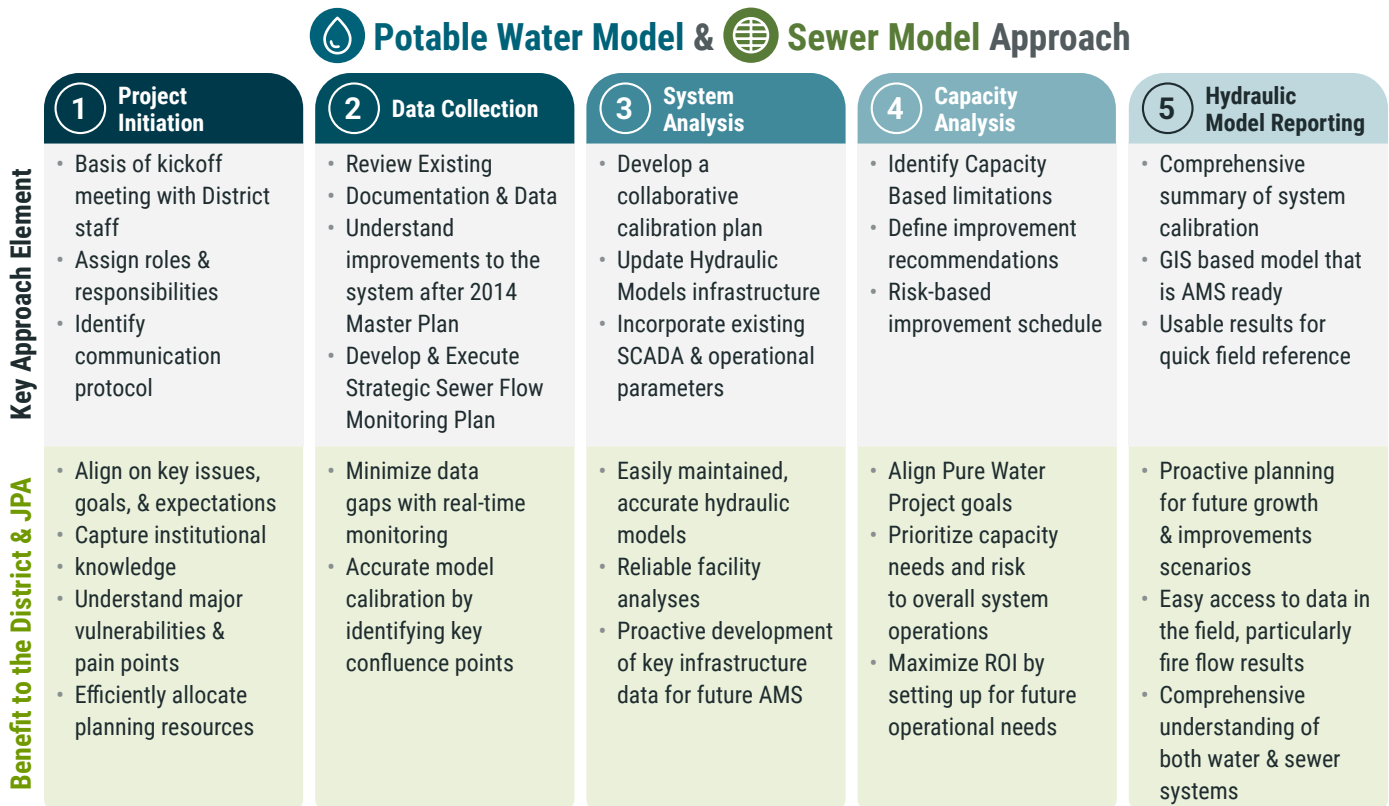 Potable Water Model & Sewer Model Approach
1 Project
Initiation
2 Data Collection
3 System
Analysis
4 Capacity
Analysis
5 Hydraulic
Model Reporting
Key Approach Element
• Basis of kickoff
meeting with District
staff
• Assign roles &
responsibilities
• Identify
communication
protocol
• Review Existing
• Documentation & Data
• Understand
improvements to the
system after 2014
Master Plan
• Develop & Execute
Strategic Sewer Flow
Monitoring Plan
• Develop a
collaborative
calibration plan
• Update Hydraulic
Models infrastructure
• Incorporate existing
SCADA & operational
parameters
• Identify Capacity
Based limitations
• Define improvement
recommendations
• Risk-based
improvement schedule
• Comprehensive
summary of system
calibration
• GIS based model that
is AMS ready
• Usable results for
quick field reference
Benefit to the District & JPA
• Align on key issues,
goals, & expectations
• Capture institutional
• knowledge
• Understand major
vulnerabilities &
pain points
• Efficiently allocate
planning resources
• Minimize data
gaps with real-time
monitoring
• Accurate model
calibration by
identifying key
confluence points
• Easily maintained,
accurate hydraulic
models
• Reliable facility
analyses
• Proactive development
of key infrastructure
data for future AMS
• Align Pure Water
Project goals
• Prioritize capacity
needs and risk
to overall system
operations
• Maximize ROI by
setting up for future
operational needs
• Proactive planning
for future growth
& improvements
scenarios
• Easy access to data in
the field, particularly
fire flow results
• Comprehensive
understanding of
both water & sewer
systems